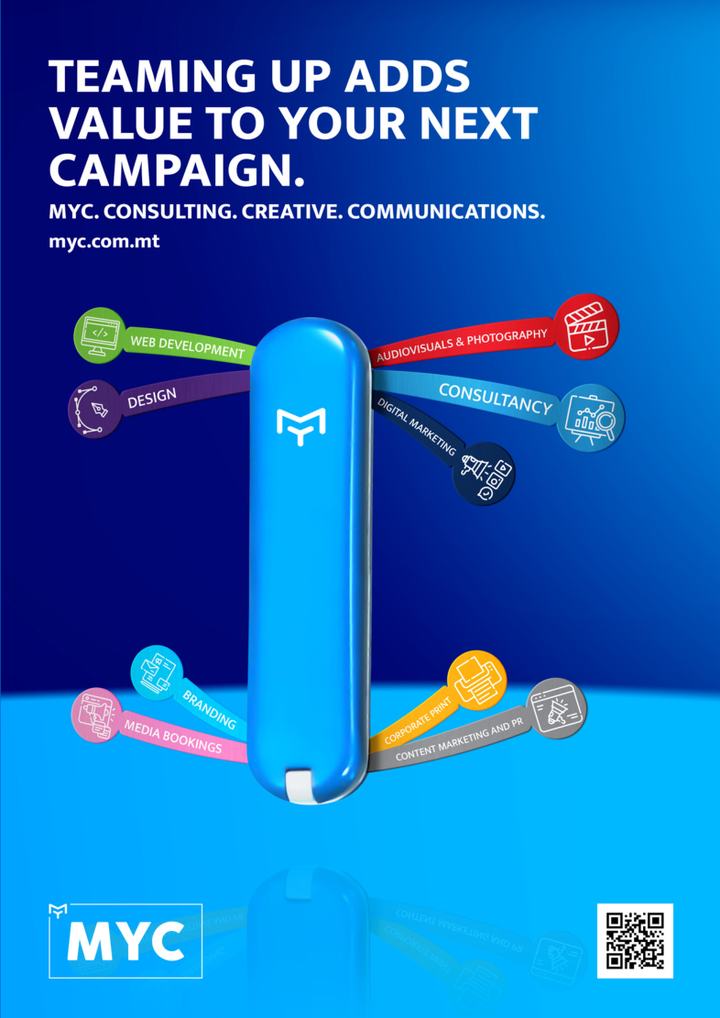 TEAMING UP ADDS
VALUE TO YOUR NEXT
CAMPAIGN.
MYC. CONSULTING. CREATIVE. COMMUNICATIONS.
myc.com.mt
WEB DEVELOPMENT
AUDIOVISUALS & PHOTOGRAPHY
DESIGN
CONSULTANCY
DIGITAL MARKETING
BRANDING
CORPORATE PRINT
MEDIA BOOKINGS
CONTENT MARKETING AND PR
MYC